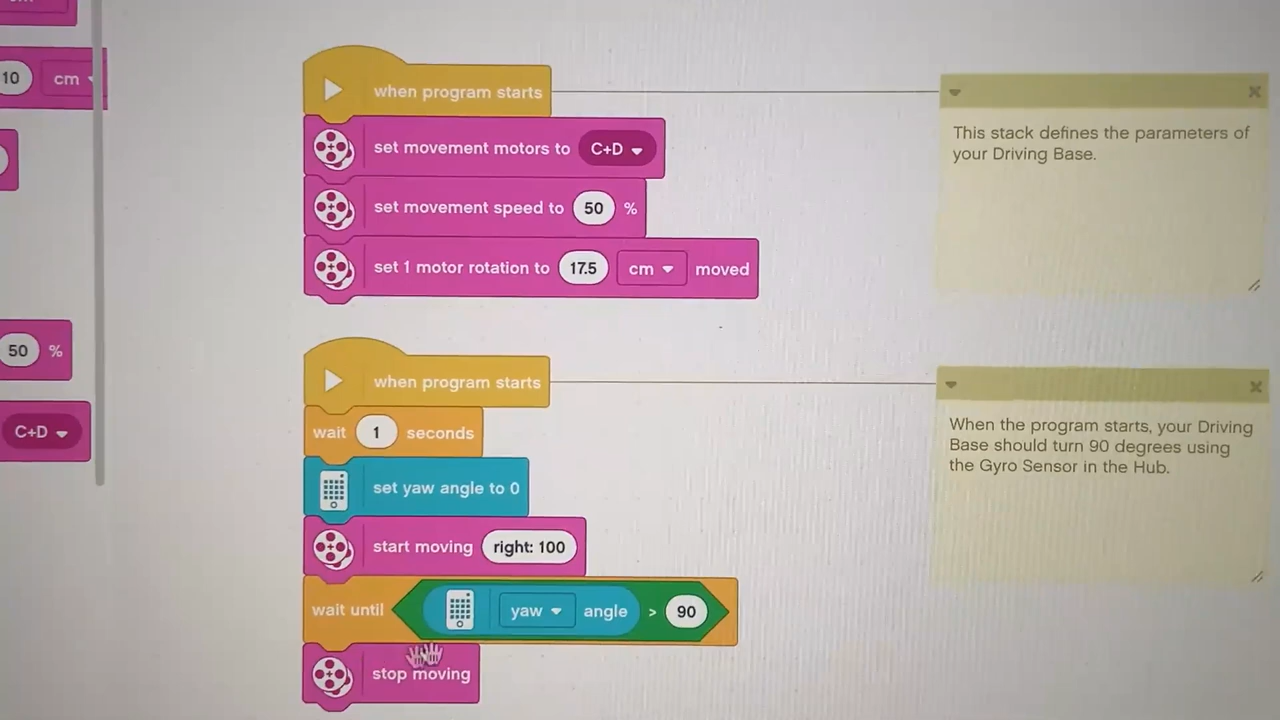 cm
10 cm
50 %
C+D
when program starts
set movement motors to C+D
set movement speed to 50 %
set 1 motor rotation to 17.5 cm moved
This stack defines the parameters of
your Driving Base.
when program starts
wait 1 seconds
set yaw angle to 0
start moving right: 100
wait until yaw angle > 90
stop moving
When the program starts, your Driving
Base should turn 90 degrees using
the Gyro Sensor in the Hub.